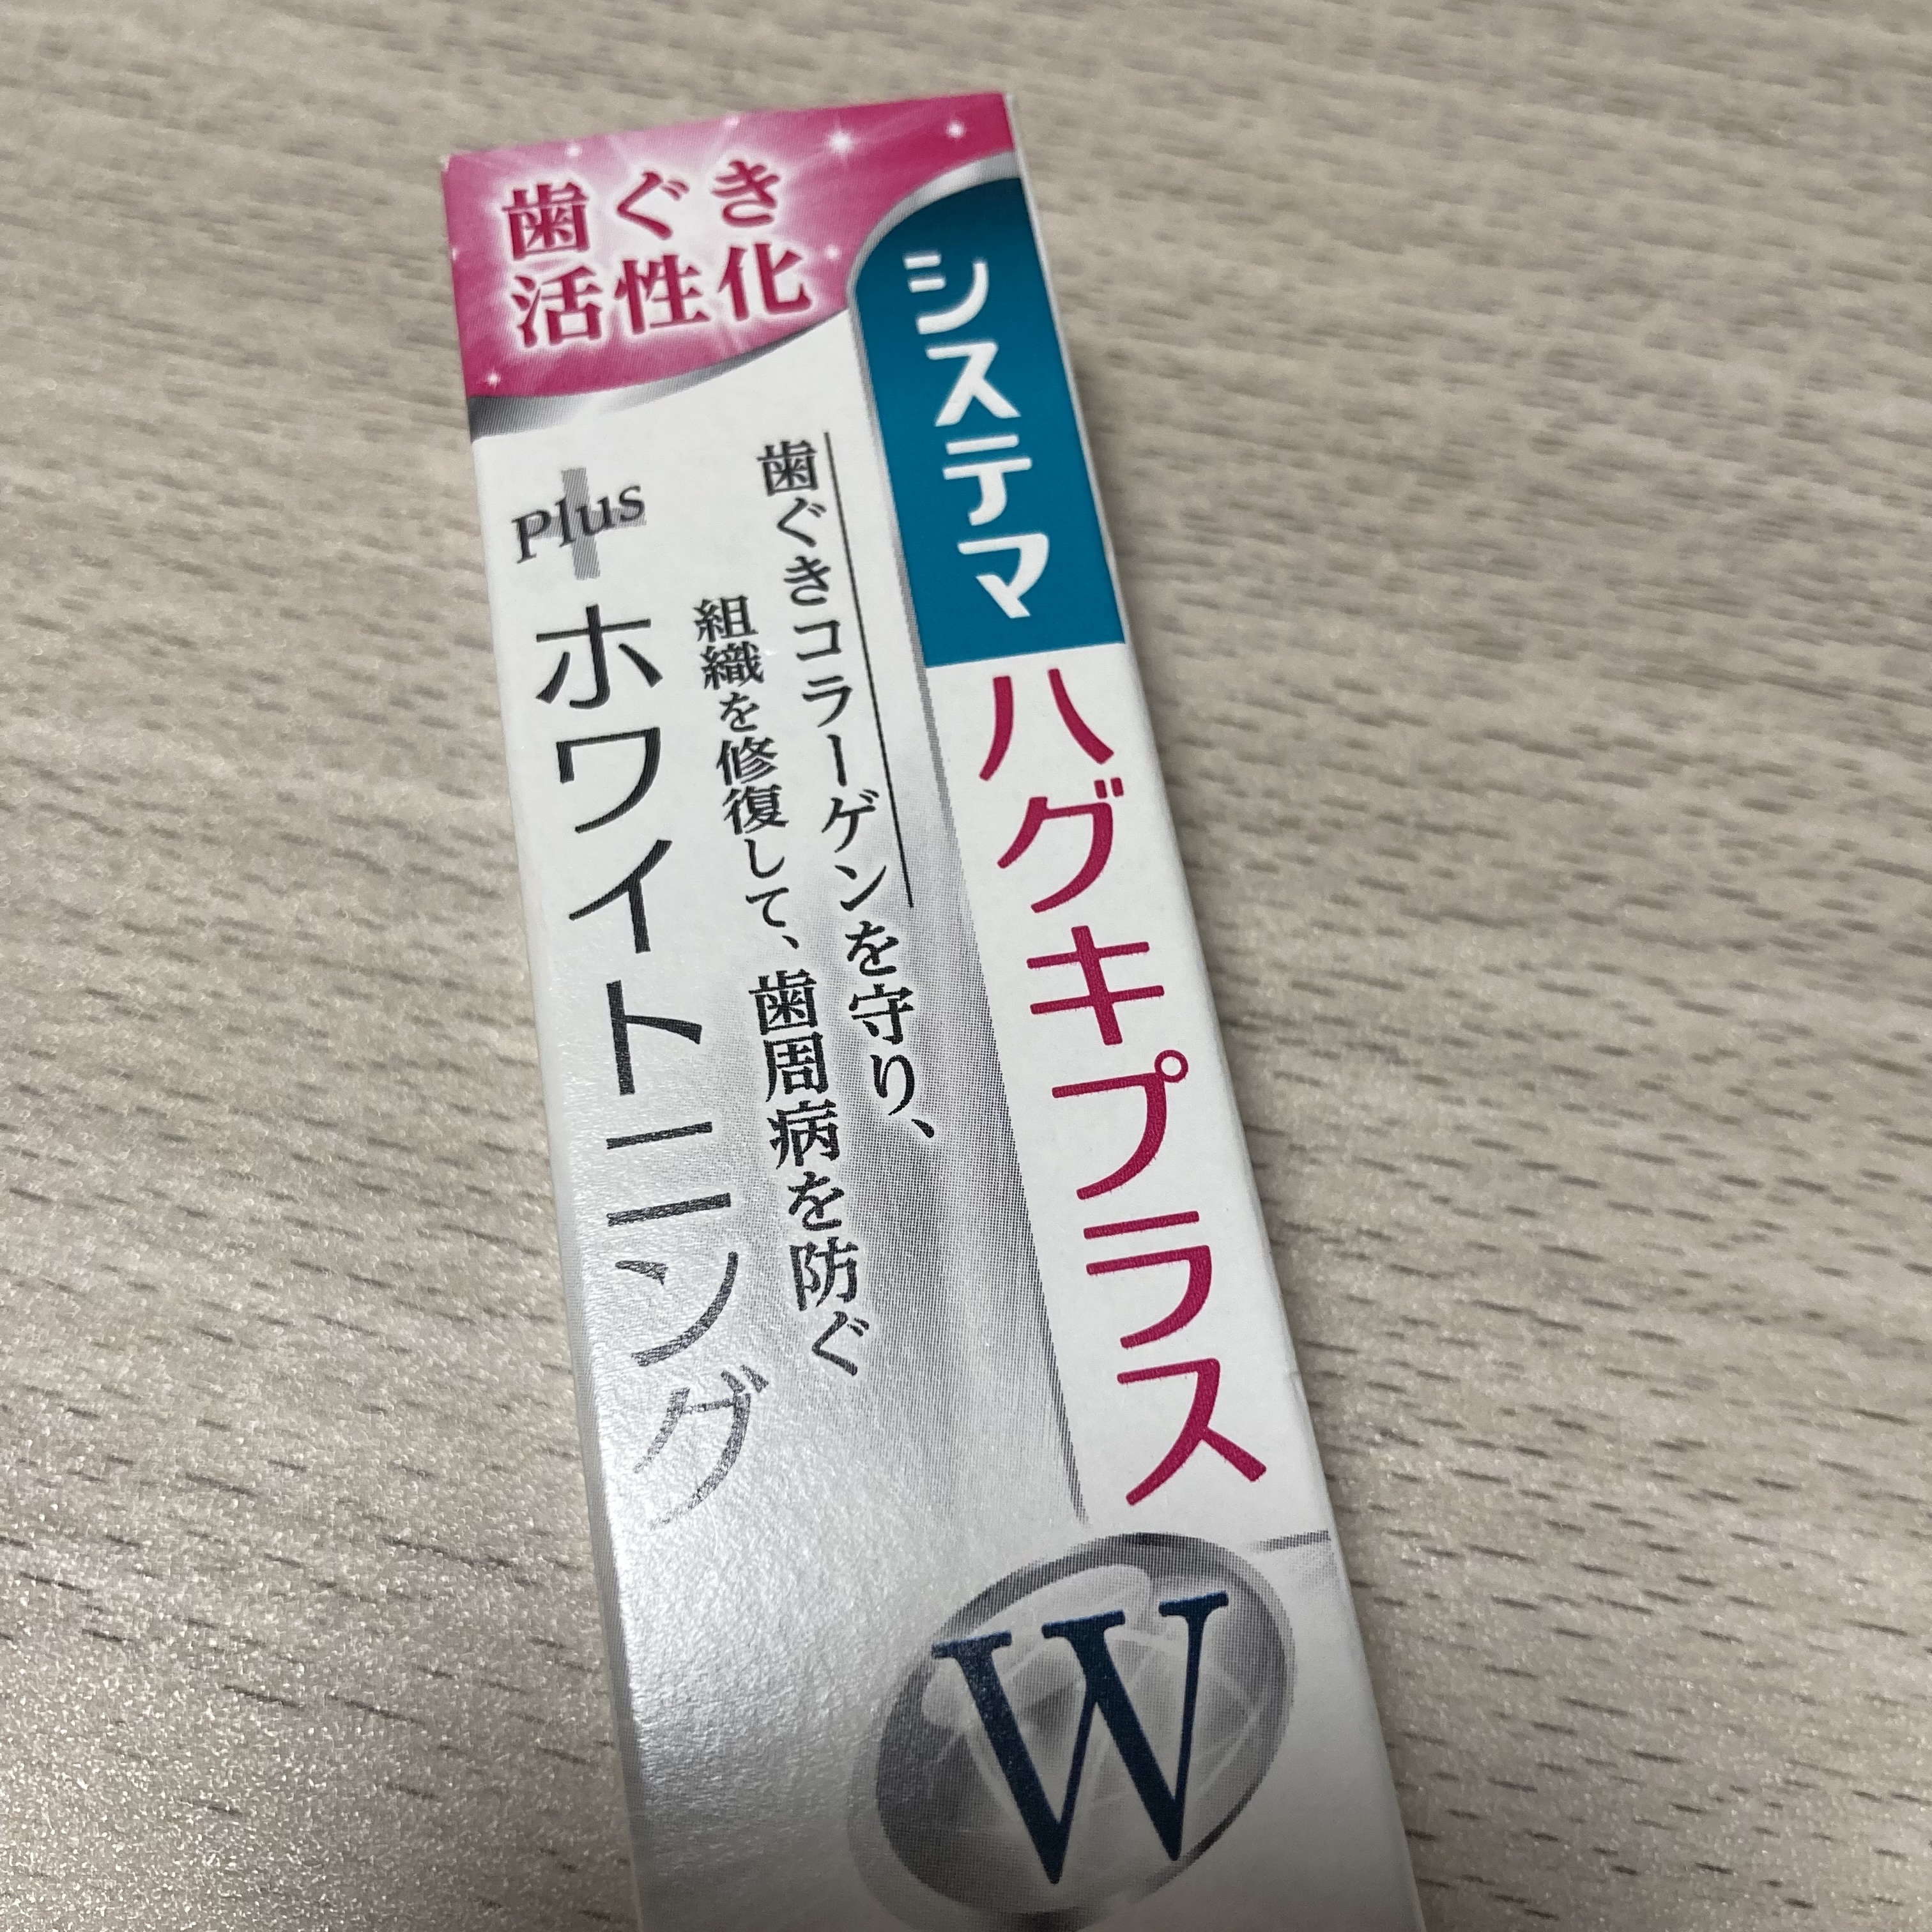 歯ぐき
活性化
システマ
ハグキプラス
W
歯ぐきコラーゲンを守り、
組織を修復して、歯周病を防ぐ
Plus
ホワイトニング